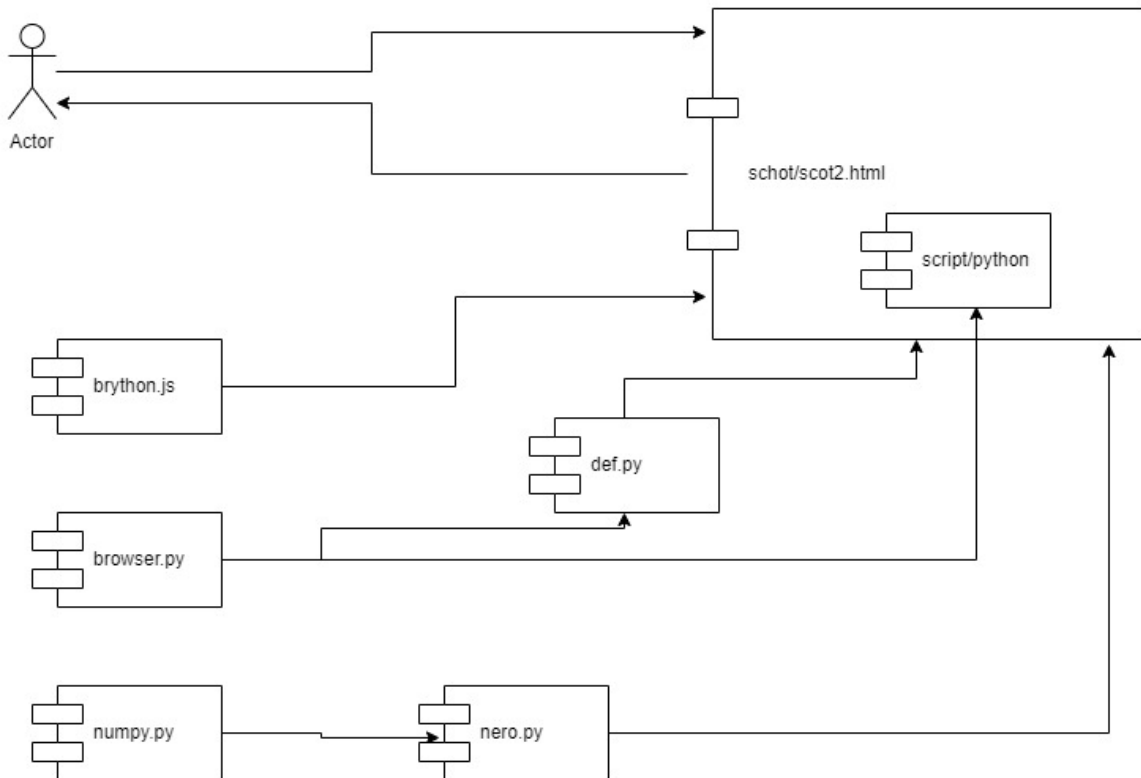 Actor
schot/scot2.html
script/python
brython.js
def.py
browser.py
numpy.py
nero.py